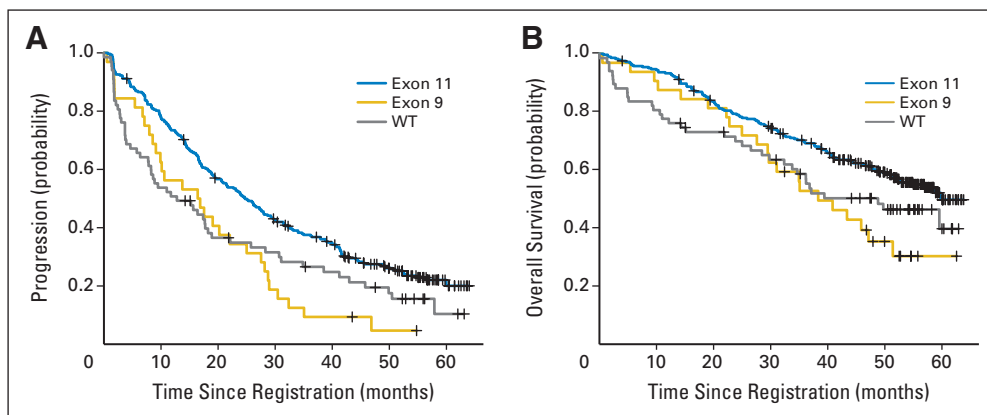 A
Progression (probability)
1.0
0.8
0.6
0.4
0.2
0
10
20
30
40
50
60
Time Since Registration (months)
Exon 11
Exon 9
WT
B
Overall Survival (probability)
1.0
0.8
0.6
0.4
0.2
0
10
20
30
40
50
60
Time Since Registration (months)
Exon 11
Exon 9
WT